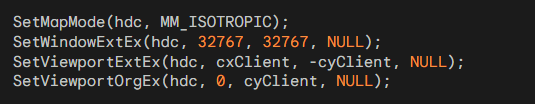 SetMapMode(hdc, MM_ISOTROPIC);
SetWindowExtEx(hdc, 32767, 32767, NULL);
SetViewportExtEx(hdc, cxClient, -cyClient, NULL);
SetViewportOrgEx(hdc, 0, cyClient, NULL);